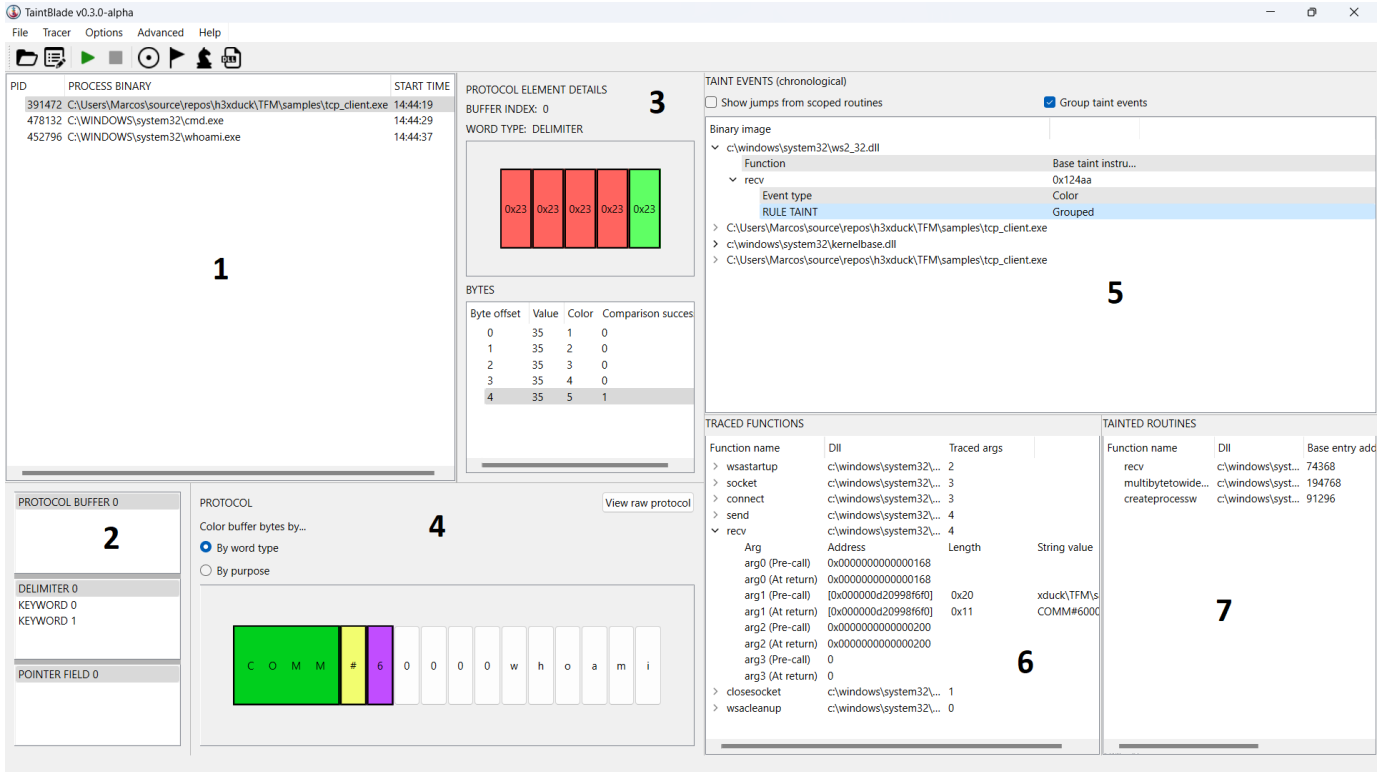 TaintBlade v0.3.0-alpha
File Tracer Options Advanced Help
DLL
PID PROCESS BINARY START TIME
391472 C:\Users\Marcos\source\repos\h3xduck\TFM\samples\tcp_client.exe 14:44:19
478132 C:\WINDOWS\system32\cmd.exe 14:44:29
452796 C:\WINDOWS\system32\whoami.exe 14:44:37
1
PROTOCOL BUFFER 0
2
DELIMITER 0
KEYWORD 0
KEYWORD 1
POINTER FIELD 0
PROTOCOL ELEMENT DETAILS
3
BUFFER INDEX: 0
WORD TYPE: DELIMITER
0x23 0x23 0x23 0x23 0x23
BYTES
Byte offset Value Color Comparison succes
0 35 1 0
1 35 2 0
2 35 3 0
3 35 4 0
4 35 5 1
PROTOCOL View raw protocol
Color buffer bytes by...
4
By word type
By purpose
C O M M # 6 0 0 0 0 w h o a m i
TAINT EVENTS (chronological)
Show jumps from scoped routines Group taint events
Binary image
c:\windows\system32\ws2_32.dll
Function Base taint instru...
recv 0x124aa
Event type Color
RULE TAINT Grouped
C:\Users\Marcos\source\repos\h3xduck\TFM\samples\tcp_client.exe
c:\windows\system32\kernelbase.dll
C:\Users\Marcos\source\repos\h3xduck\TFM\samples\tcp_client.exe
5
TRACED FUNCTIONS
Function name Dll Traced args
wsastartup c:\windows\system32\... 2
socket c:\windows\system32\... 3
connect c:\windows\system32\... 3
send c:\windows\system32\... 4
recv c:\windows\system32\... 4
Arg Address Length String value
arg0 (Pre-call) 0x0000000000000168
arg0 (At return) 0x0000000000000168
arg1 (Pre-call) [0x000000d20998f6f0] 0x20 xduck\TFM\s
arg1 (At return) [0x000000d20998f6f0] 0x11 COMM#6000
arg2 (Pre-call) 0x0000000000000200
arg2 (At return) 0x0000000000000200
arg3 (Pre-call) 0
arg3 (At return) 0
6
closesocket c:\windows\system32\... 1
wsacleanup c:\windows\system32\... 0
TAINTED ROUTINES
Function name Dll Base entry add
recv c:\windows\syst... 74368
multibytetowide... c:\windows\syst... 194768
createprocessw c:\windows\syst... 91296
7